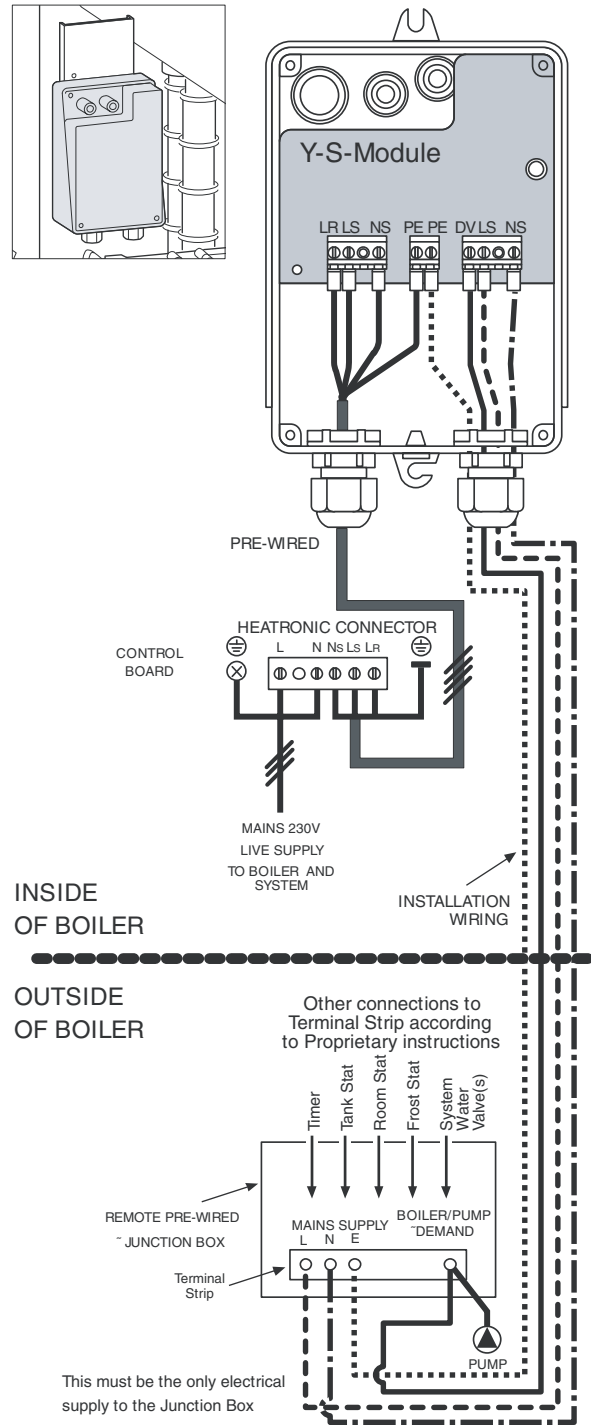 Y-S-Module
LR LS NS PE PE DV LS NS
PRE-WIRED
HEATRONIC CONNECTOR
CONTROL
BOARD
L N NS LS LR
MAINS 230V
LIVE SUPPLY
TO BOILER AND
SYSTEM
INSIDE
OF BOILER
INSTALLATION
WIRING
OUTSIDE
OF BOILER
Other connections to
Terminal Strip according
to Proprietary instructions
Timer
Tank Stat
Room Stat
Frost Stat
System
Water
Valve(s)
REMOTE PRE-WIRED
~ JUNCTION BOX
MAINS SUPPLY
L N E
BOILER/PUMP
~DEMAND
Terminal
Strip
PUMP
This must be the only electrical
supply to the Junction Box